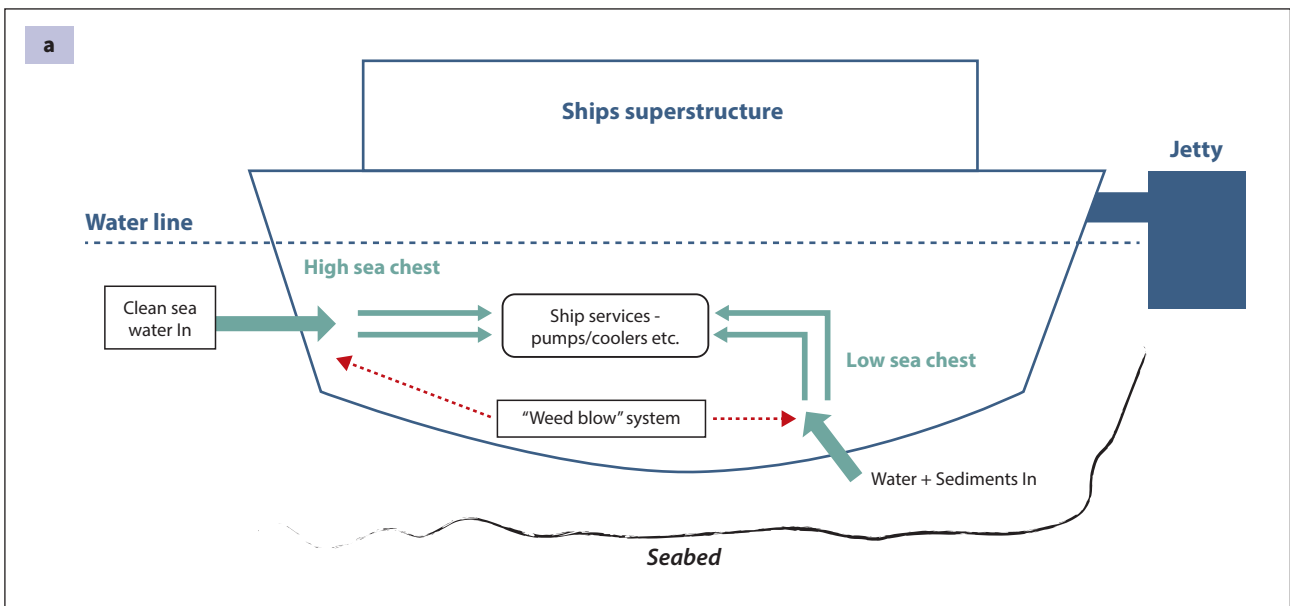 a
Ships superstructure
Jetty
Water line
High sea chest
Clean sea
water In
Ship services -
pumps/coolers etc.
Low sea chest
“Weed blow” system
Water + Sediments In
Seabed